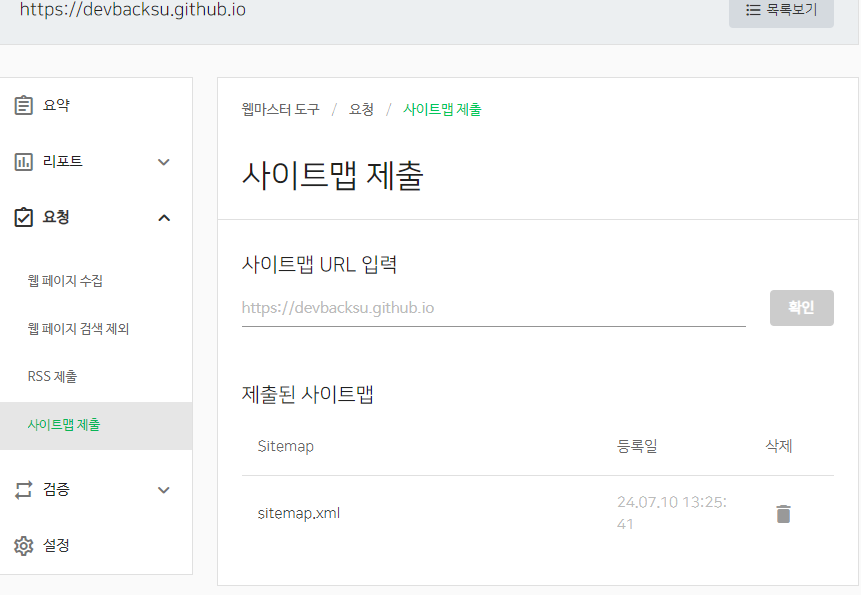 https://devbacksu.github.io
목록보기
요약
리포트
요청
웹 페이지 수집
웹 페이지 검색 제외
RSS 제출
사이트맵 제출
검증
설정
웹마스터 도구 / 요청 / 사이트맵 제출
사이트맵 제출
사이트맵 URL 입력
https://devbacksu.github.io
확인
제출된 사이트맵
Sitemap 등록일 삭제
sitemap.xml 24.07.10 13:25:
41